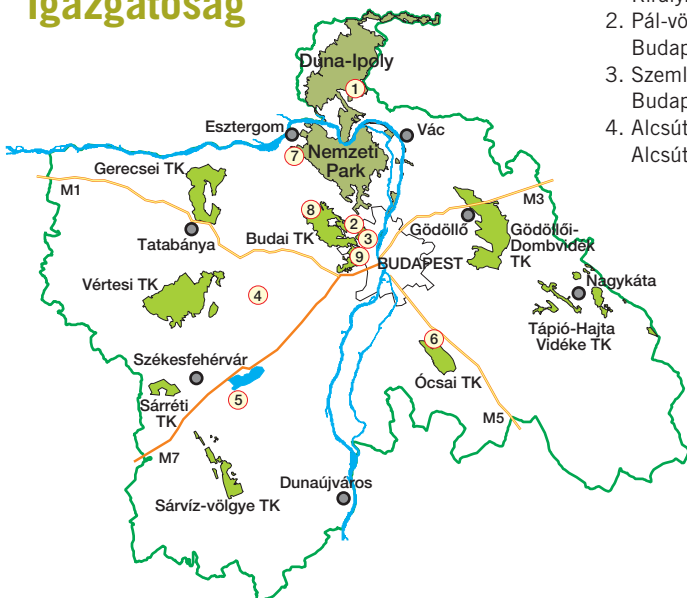 Igazgatóság
2. Pál-vö
Budap
3. Szeml
Budap
4. Alcsút
Alcsút
Duna-Ipoly
1
Esztergom
Vác
7
Nemzeti
Park
Gerecsei TK
M1
M3
8
2
Gödöllő
Gödöllői-
Dombvidék
TK
Tatabánya
Budai TK
3
9
BUDAPEST
Vértesi TK
4
Nagykáta
Tápió-Hajta
Vidéke TK
6
Székesfehérvár
Ócsai TK
Sárréti
TK
5
M5
M7
Dunaújváros
Sárvíz-völgye TK